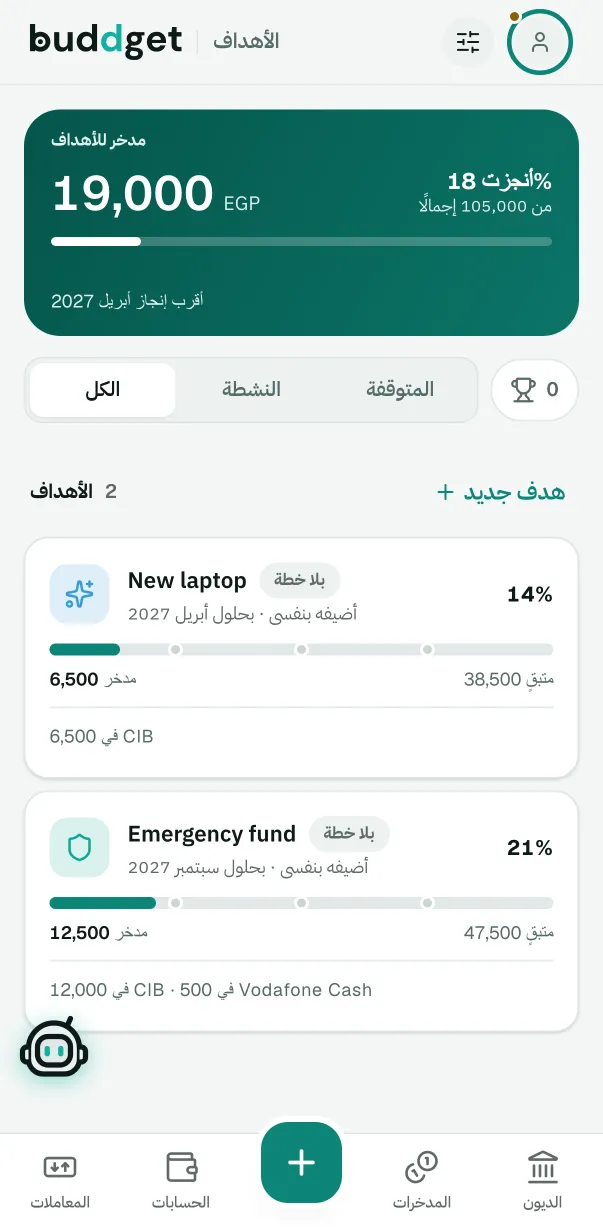 buddget | الأهداف
مدخر للأهداف
19,000 EGP
%أنجزت 18
من 105,000 إجمالًا
أقرب إنجاز أبريل 2027
الكل
النشطة
المتوقفة
0
الأهداف 2
هدف جديد +
New laptop بلا خطة
14%
أضيفه بنفسي · بحلول أبريل 2027
6,500 مدخر
متبقٍ 38,500
6,500 في CIB
Emergency fund بلا خطة
21%
أضيفه بنفسي · بحلول سبتمبر 2027
12,500 مدخر
متبقٍ 47,500
12,000 في CIB · 500 في Vodafone Cash
المعاملات
الحسابات
المدخرات
الديون